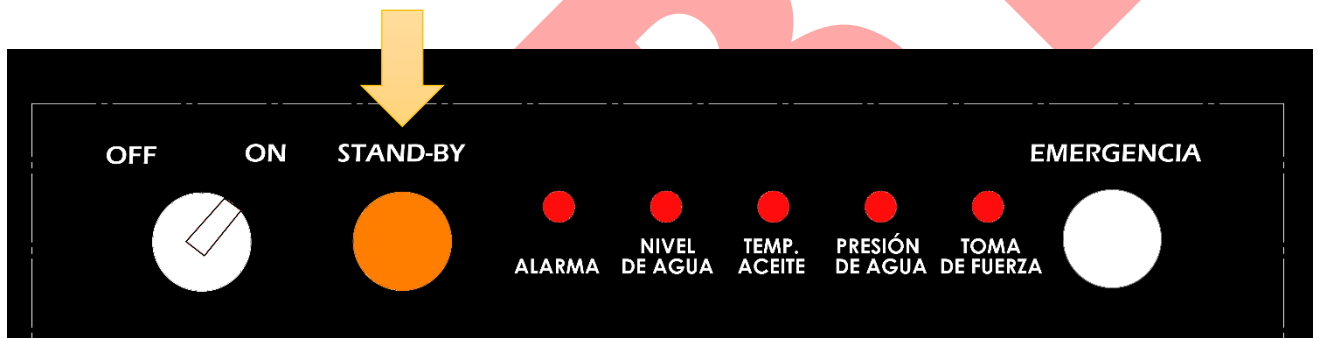 OFF ON STAND-BY EMERGENCIA
ALARMA
NIVEL
DE AGUA
TEMP.
ACEITE
PRESIÓN
DE AGUA
TOMA
DE FUERZA